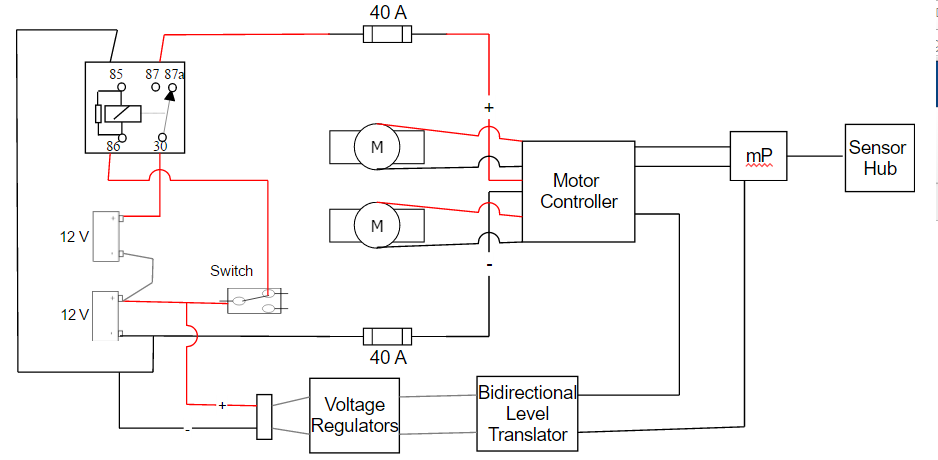 40 A
85 87 87a
86 30
+
M
Motor
Controller
mP
Sensor
Hub
M
12 V
-
Switch
12 V
40 A
+
-
Voltage
Regulators
Bidirectional
Level
Translator